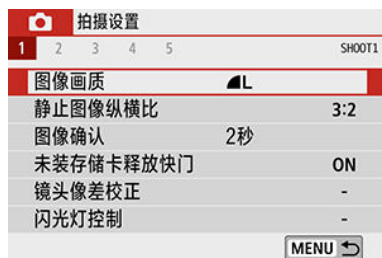 拍摄设置
1 2 3 4 5 SHOOT1
图像画质 L
静止图像纵横比 3:2
图像确认 2秒
未装存储卡释放快门 ON
镜头像差校正 -
闪光灯控制 -
MENU